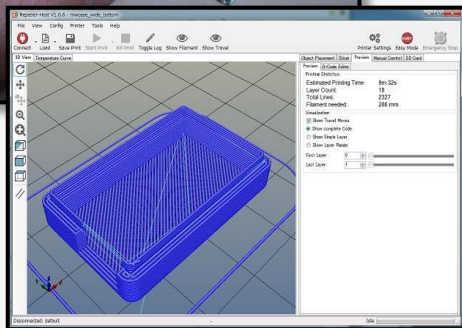 Repetier-Host V1.0.6 - mwcase_wide_bottom
File View Config Printer Tools Help
Connect Load Save Print Start Print Kill Print Toggle Log Show Filament Show Travel Printer Settings Easy Mode Emergency Stop
3D View Temperature Curve
Object Placement Slicer Preview Manual Control SD Card
Preview G-Code Editor
Printing Statistics
Estimated Printing Time: 9m:32s
Layer Count: 18
Total Lines: 2327
Filament needed: 288 mm
Visualization
Show Travel Moves
Show complete Code
Show Single Layer
Show Layer Range
First Layer 0
Last Layer 1
Disconnected: default -
Idle